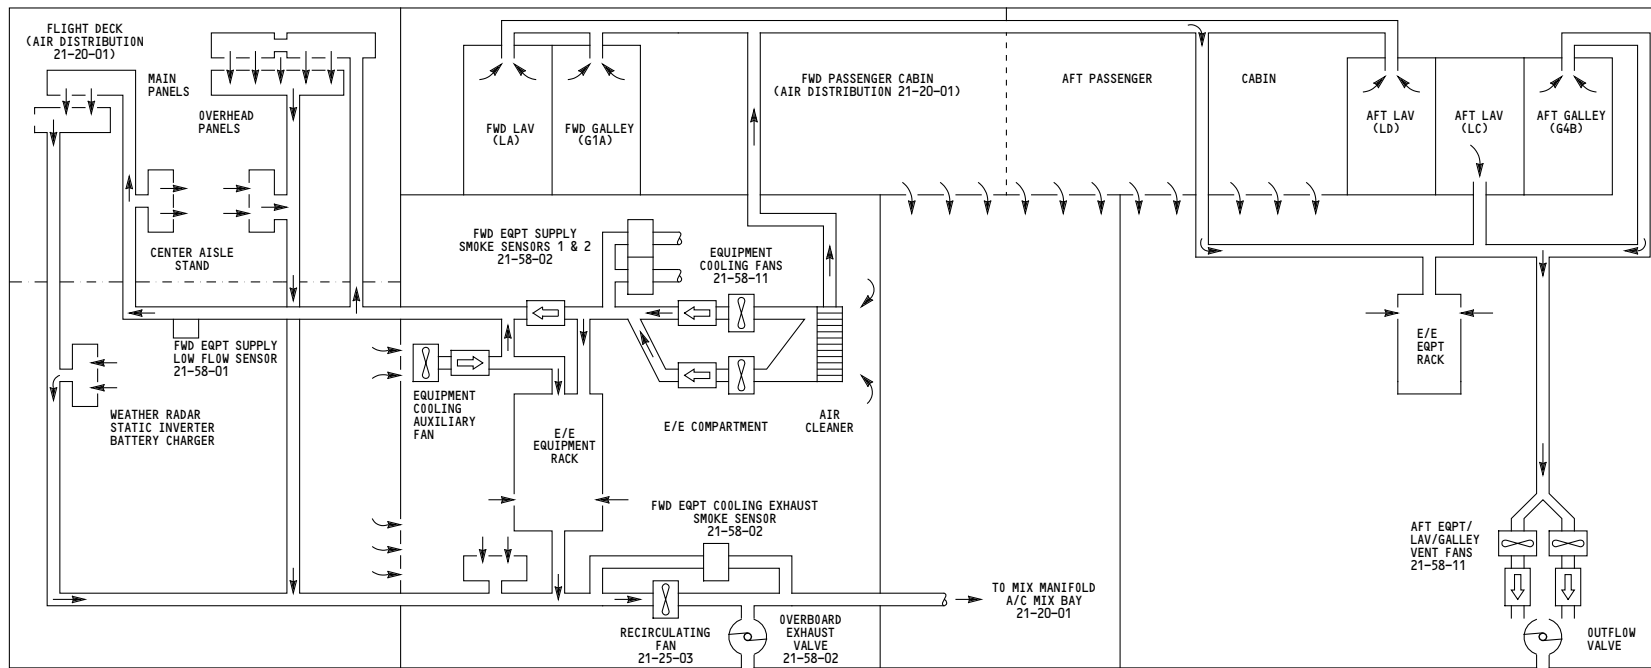 FLIGHT DECK
(AIR DISTRIBUTION
21-20-01)
MAIN
PANELS
OVERHEAD
PANELS
CENTER AISLE
STAND
FWD LAV
(LA)
FWD GALLEY
(G1A)
FWD PASSENGER CABIN
(AIR DISTRIBUTION 21-20-01)
AFT PASSENGER
CABIN
AFT LAV
(LD)
AFT LAV
(LC)
AFT GALLEY
(G4B)
FWD EQPT SUPPLY
SMOKE SENSORS 1 & 2
21-58-02
EQUIPMENT
COOLING FANS
21-58-11
FWD EQPT SUPPLY
LOW FLOW SENSOR
21-58-01
WEATHER RADAR
STATIC INVERTER
BATTERY CHARGER
EQUIPMENT
COOLING
AUXILIARY
FAN
E/E
EQUIPMENT
RACK
E/E COMPARTMENT
AIR
CLEANER
E/E
EQPT
RACK
FWD EQPT COOLING EXHAUST
SMOKE SENSOR
21-58-02
AFT EQPT/
LAV/GALLEY
VENT FANS
21-58-11
TO MIX MANIFOLD
A/C MIX BAY
21-20-01
RECIRCULATING
FAN
21-25-03
OVERBOARD
EXHAUST
VALVE
21-58-02
OUTFLOW
VALVE